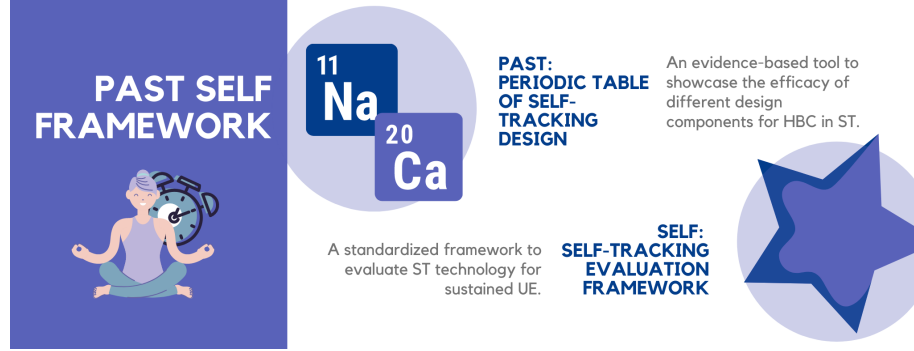 PAST SELF
FRAMEWORK
11
Na
20
Ca
PAST:
PERIODIC TABLE
OF SELF-
TRACKING
DESIGN
An evidence-based tool to
showcase the efficacy of
different design
components for HBC in ST.
A standardized framework to
evaluate ST technology for
sustained UE.
SELF:
SELF-TRACKING
EVALUATION
FRAMEWORK